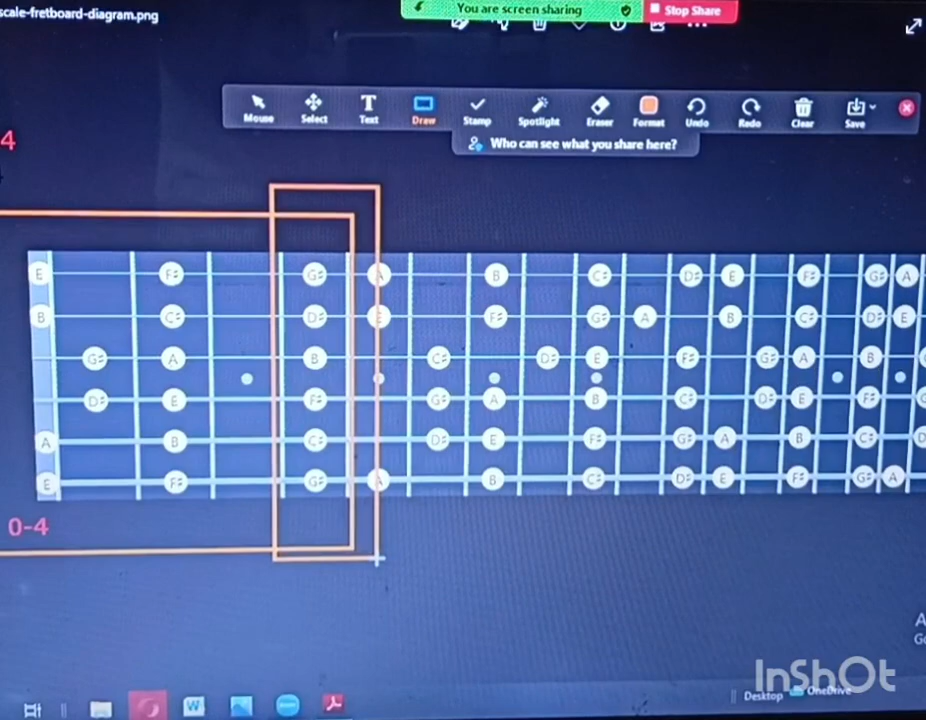 scale-fretboard-diagram.png
You are screen sharing
Stop Share
Mouse Select Text Draw Stamp Spotlight Eraser Format Undo Redo Clear Save
Who can see what you share here?
4
E F♯ G♯ A B C♯ D♯ E F♯ G♯ A
B C♯ D♯ E F♯ G♯ A B C♯ D♯ E
G♯ A B C♯ D♯ E F♯ G♯ A B
D♯ E F♯ G♯ A B C♯ D♯ E F♯
A B C♯ D♯ E F♯ G♯ A B C♯
E F♯ G♯ A B C♯ D♯ E F♯ G♯ A
0-4
InShOt
Desktop
OneDrive